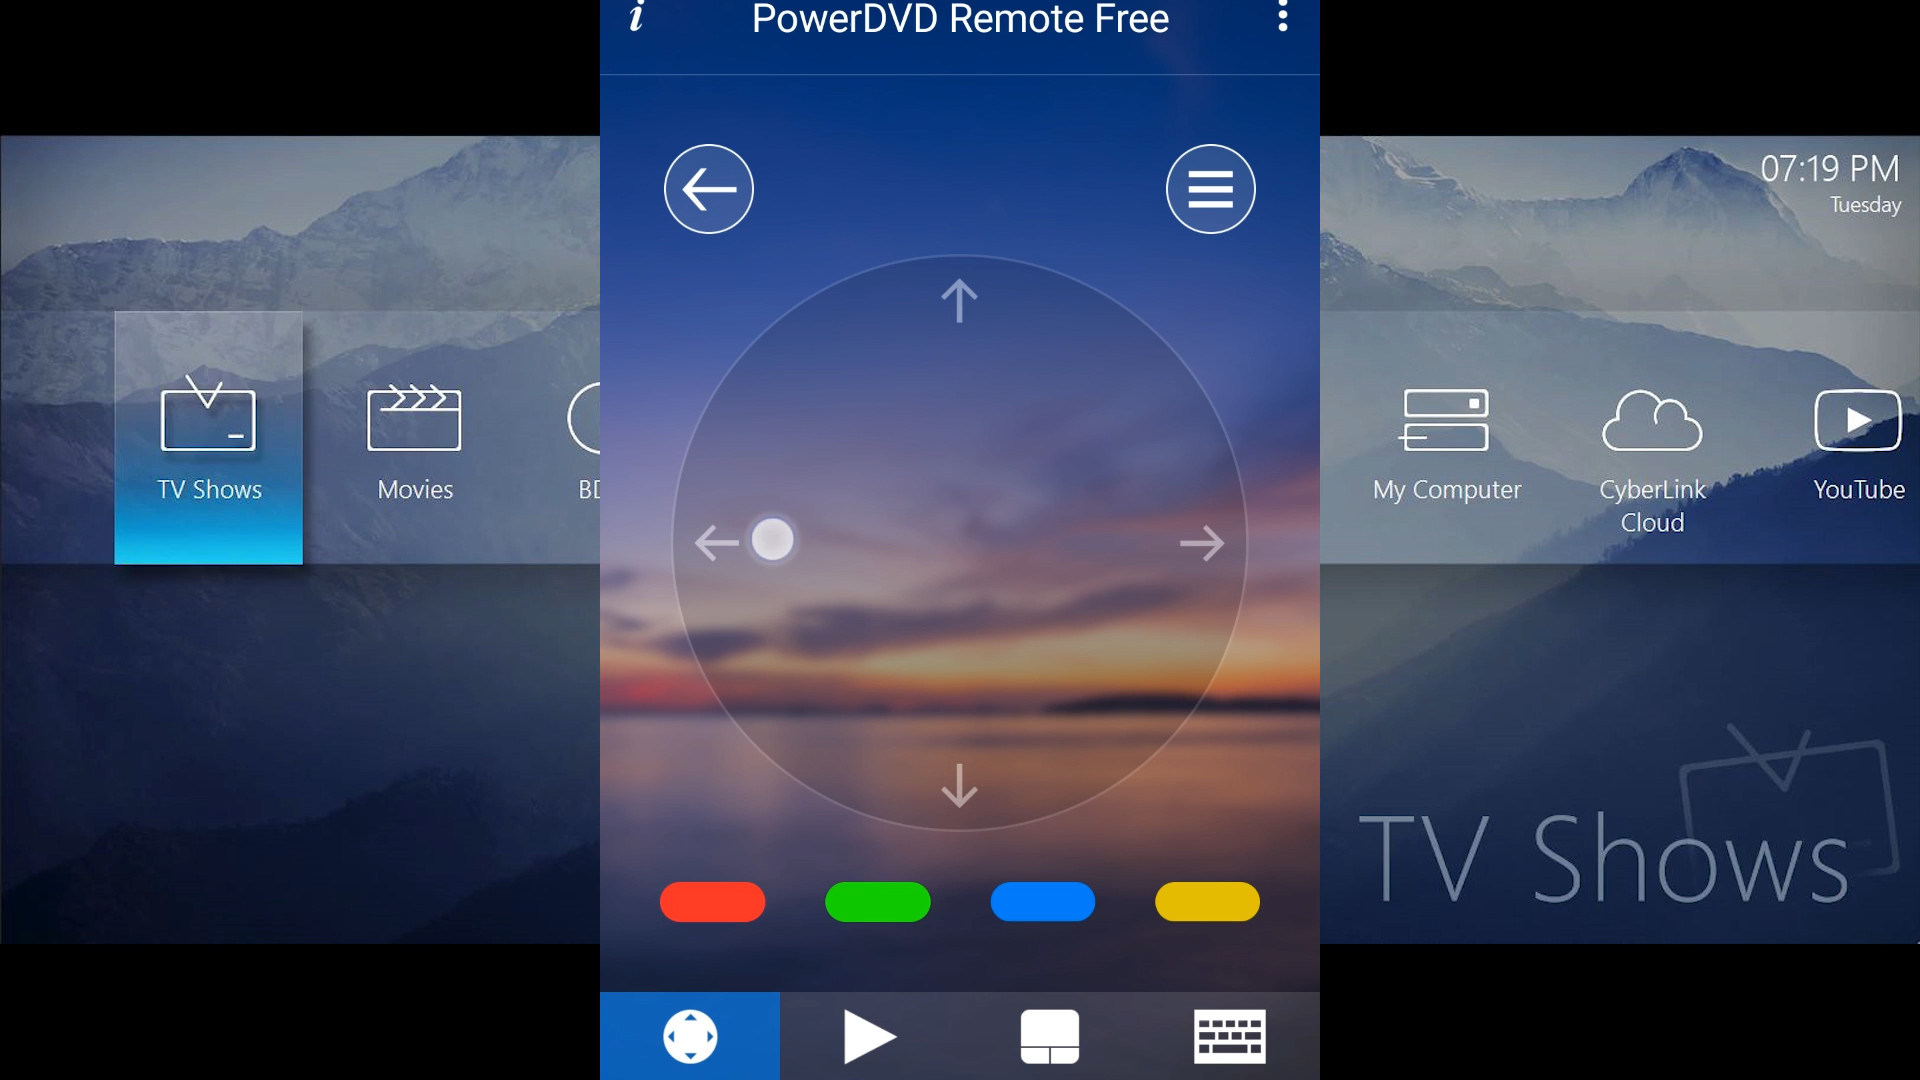 PowerDVD Remote Free
07:19 PM
Tuesday
TV Shows
Movies
My Computer
CyberLink
Cloud
YouTube
TV Shows